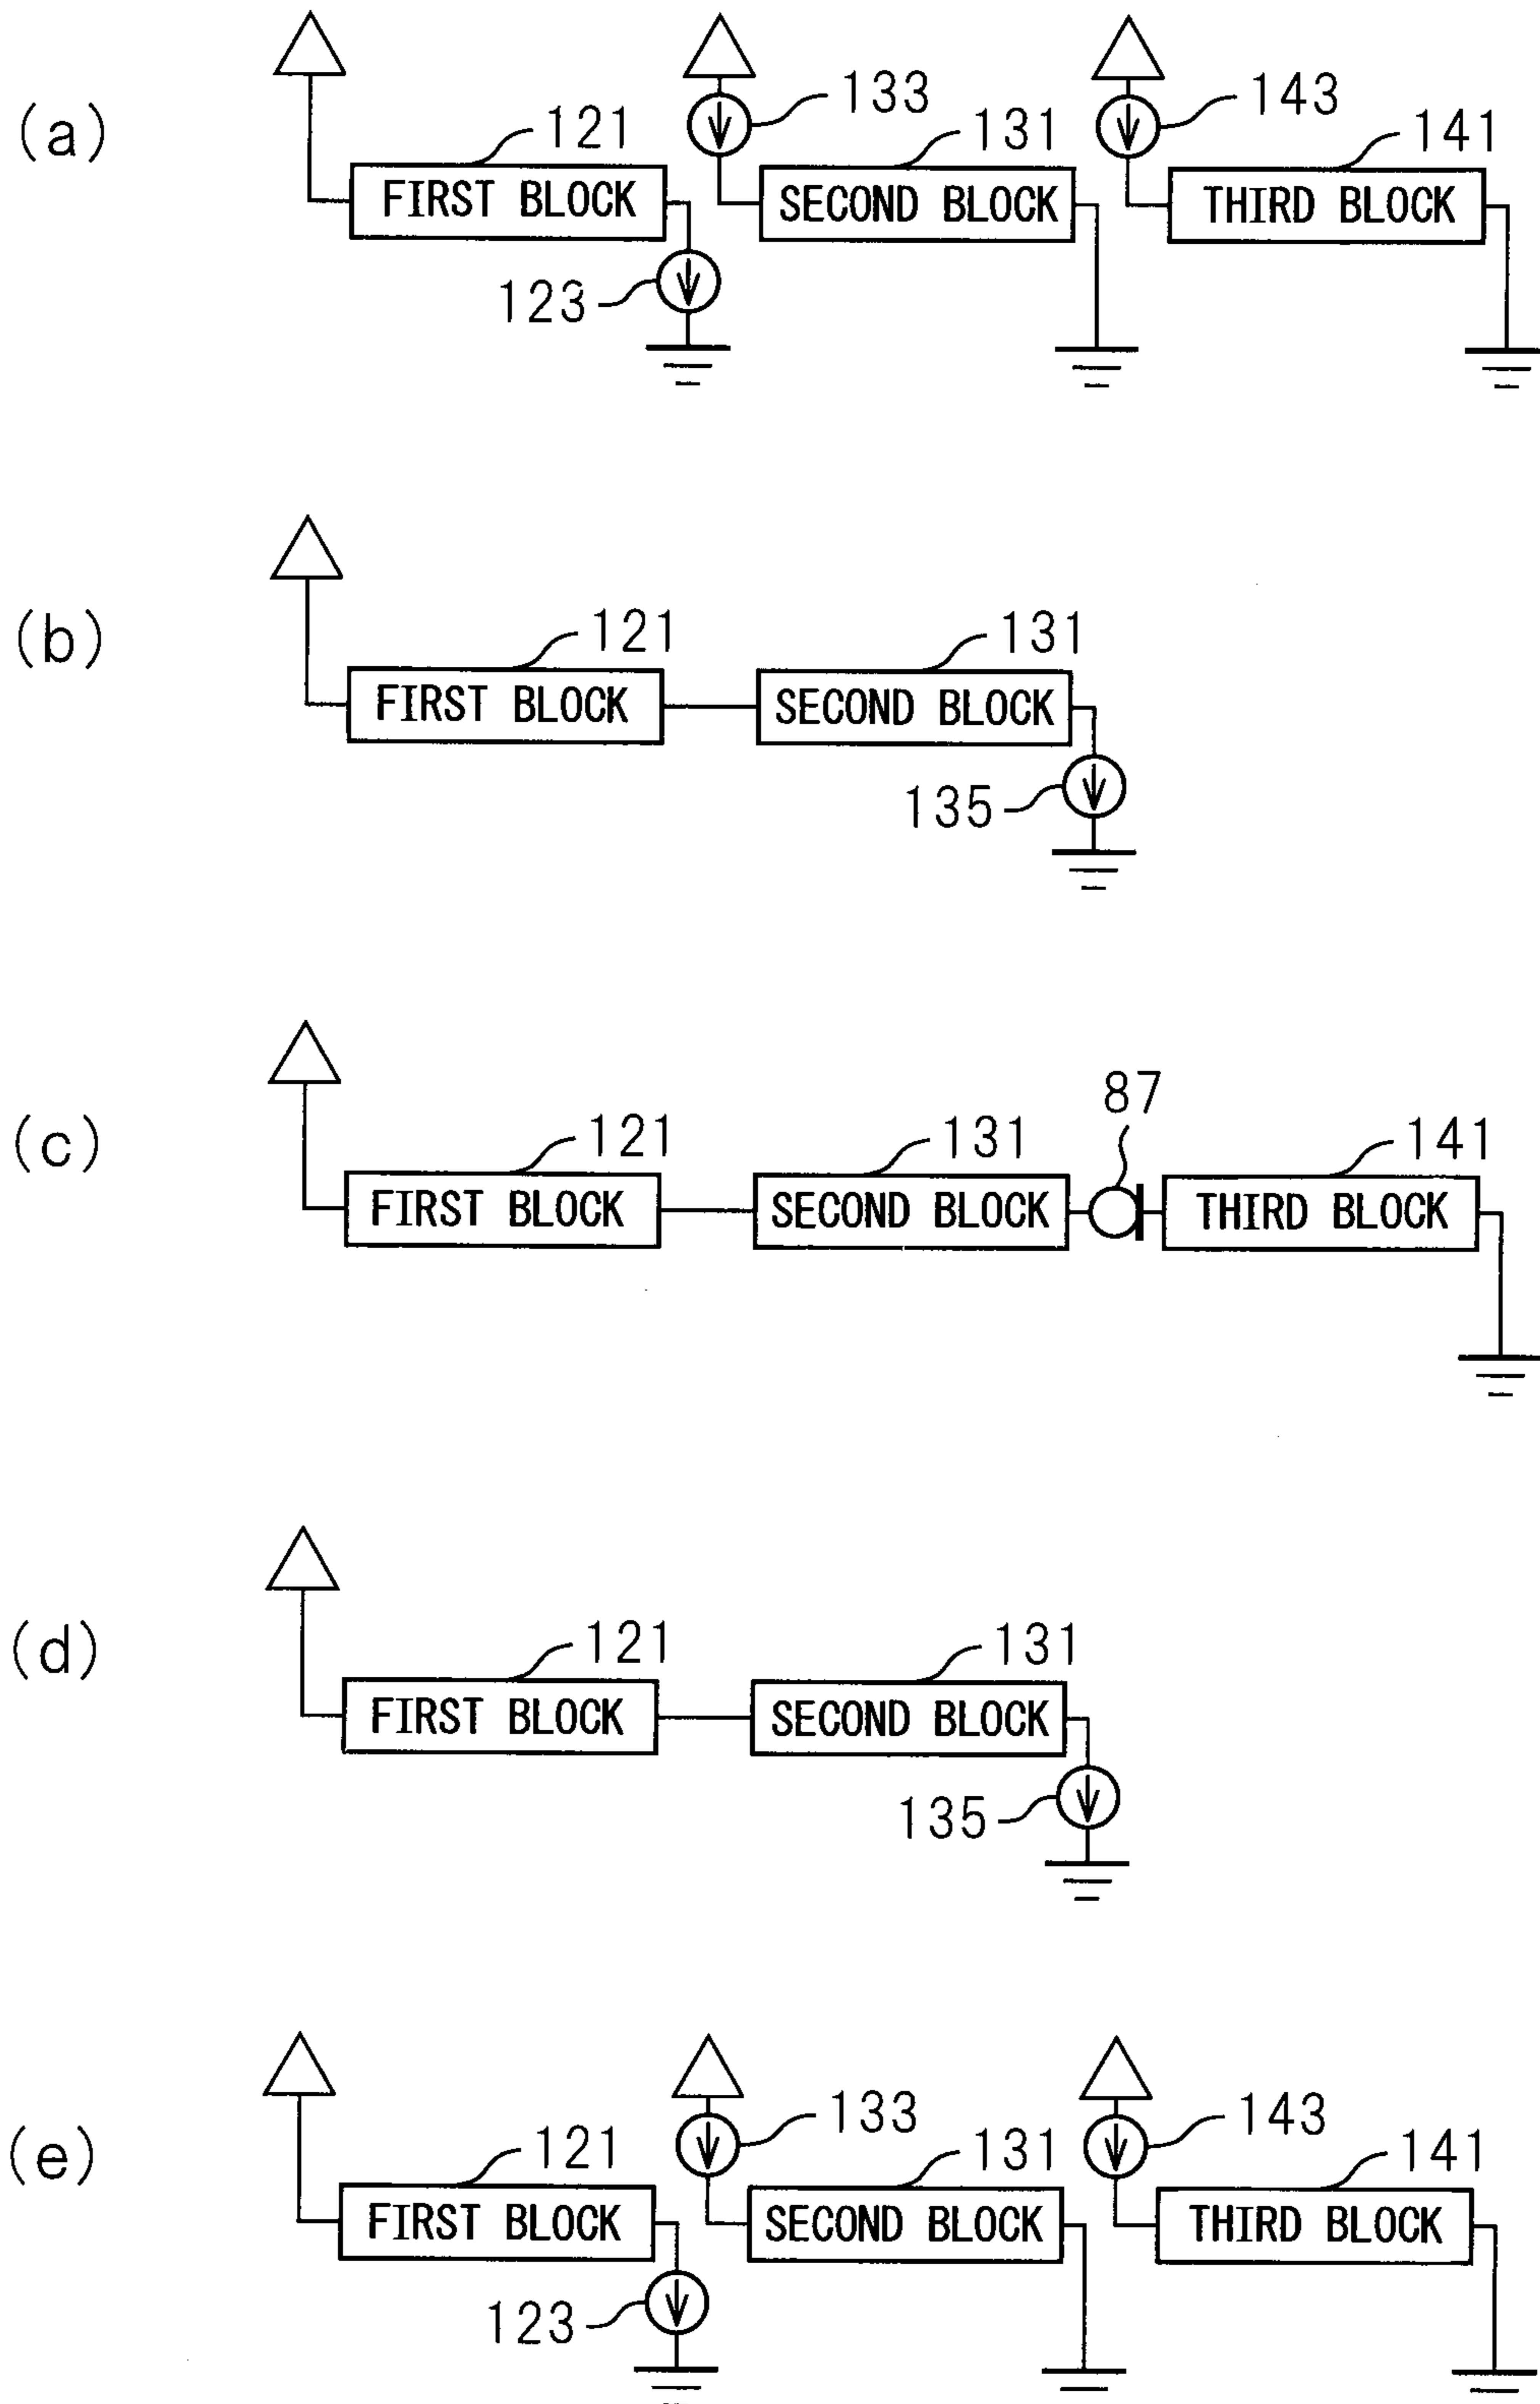 (a)
121
133
131
143
141
FIRST BLOCK
SECOND BLOCK
THIRD BLOCK
123
(b)
121
131
FIRST BLOCK
SECOND BLOCK
135
(c)
121
131
87
141
FIRST BLOCK
SECOND BLOCK
THIRD BLOCK
(d)
121
131
FIRST BLOCK
SECOND BLOCK
135
(e)
121
133
131
143
141
FIRST BLOCK
SECOND BLOCK
THIRD BLOCK
123